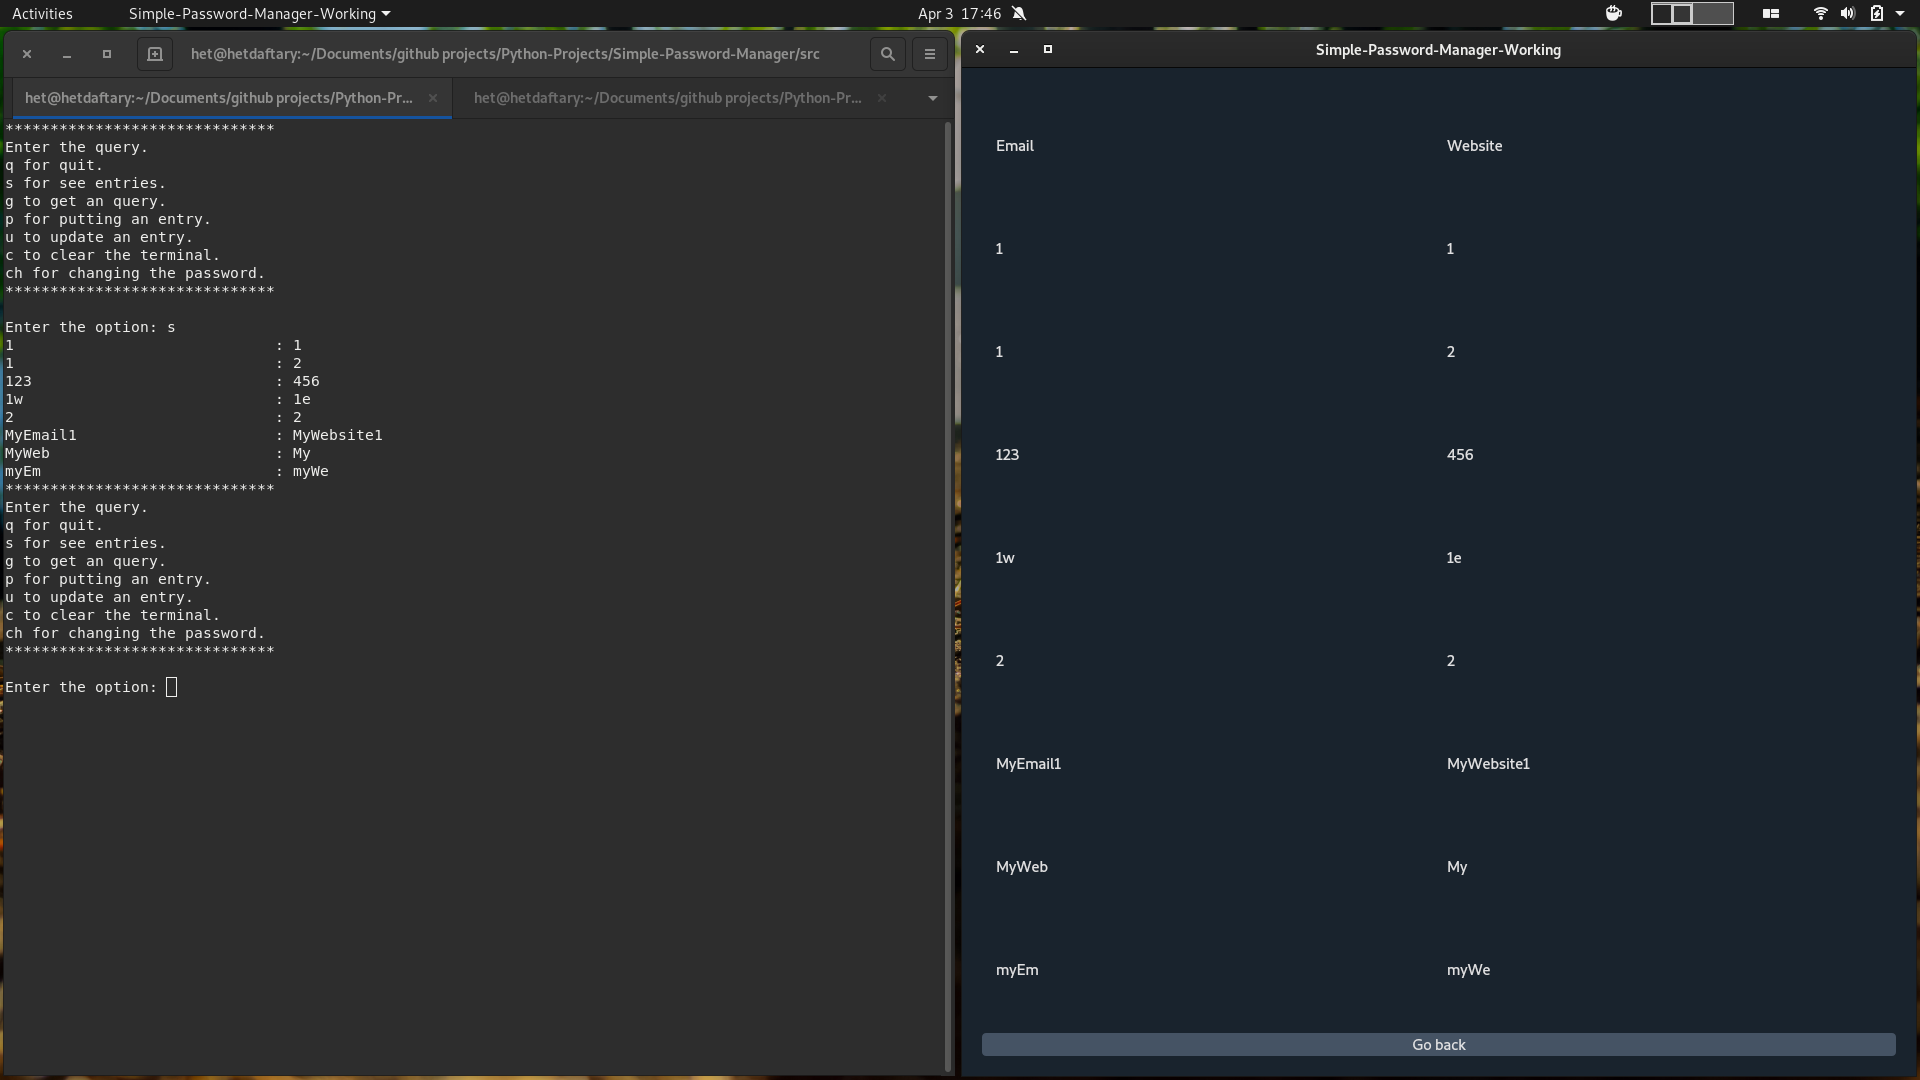 Activities
Simple-Password-Manager-Working
Apr 3 17:46
het@hetdaftary:~/Documents/github projects/Python-Projects/Simple-Password-Manager/src
het@hetdaftary:~/Documents/github projects/Python-Pr...
het@hetdaftary:~/Documents/github projects/Python-Pr...
******************************
Enter the query.
q for quit.
s for see entries.
g to get an query.
p for putting an entry.
u to update an entry.
c to clear the terminal.
ch for changing the password.
******************************
Enter the option: s
1 : 1
1 : 2
123 : 456
1w : 1e
2 : 2
MyEmail1 : MyWebsite1
MyWeb : My
myEm : myWe
******************************
Enter the query.
q for quit.
s for see entries.
g to get an query.
p for putting an entry.
u to update an entry.
c to clear the terminal.
ch for changing the password.
******************************
Enter the option:
Simple-Password-Manager-Working
Email Website
1 1
1 2
123 456
1w 1e
2 2
MyEmail1 MyWebsite1
MyWeb My
myEm myWe
Go back